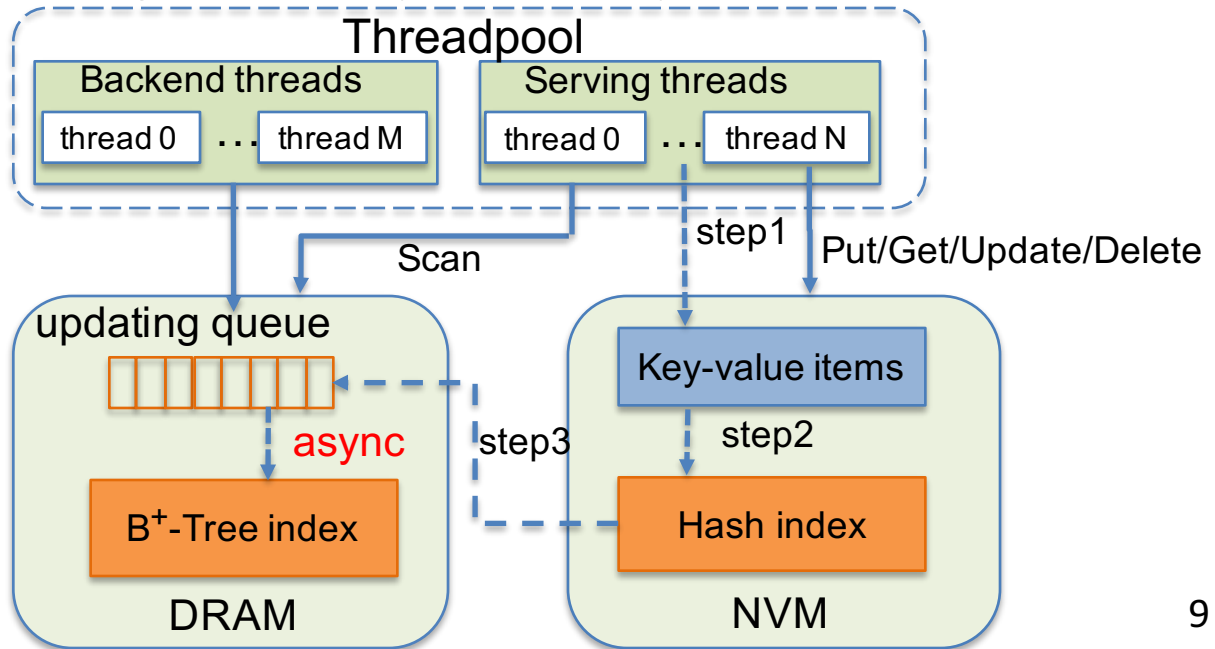 Threadpool
Backend threads
thread 0 ... thread M
Serving threads
thread 0 ... thread N
Scan
step1
Put/Get/Update/Delete
updating queue
async
B+-Tree index
DRAM
step3
Key-value items
step2
Hash index
NVM
9